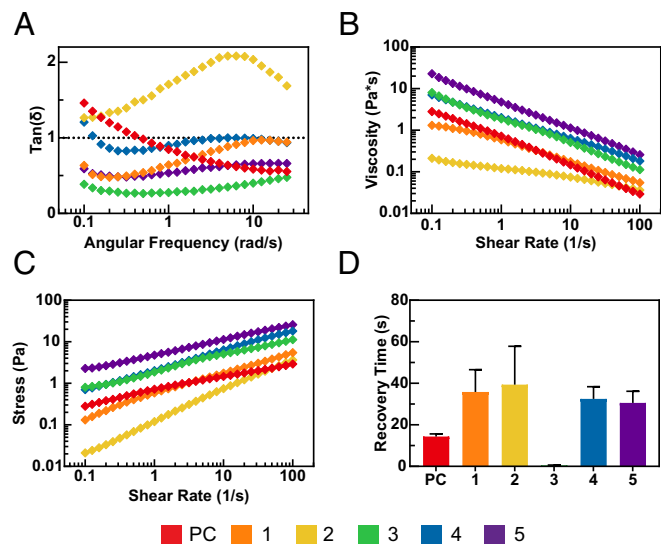 A
2
1
0
Tan(δ)
0.1 1 10
Angular Frequency (rad/s)
B
100
10
1
0.1
0.01
Viscosity (Pa*s)
0.1 1 10 100
Shear Rate (1/s)
C
100
10
1
0.1
0.01
Stress (Pa)
0.1 1 10 100
Shear Rate (1/s)
D
80
60
40
20
0
Recovery Time (s)
PC 1 2 3 4 5
PC 1 2 3 4 5